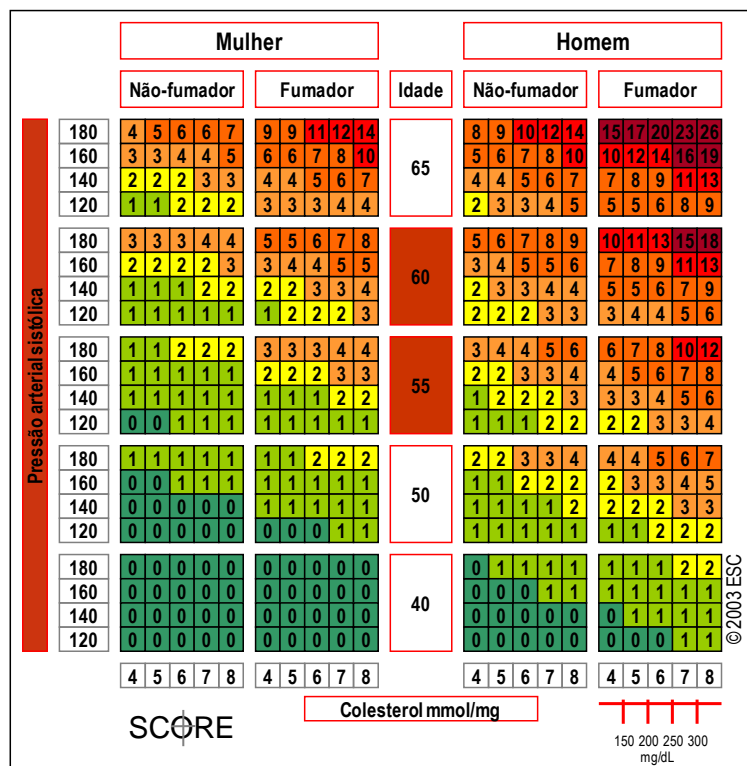 Mulher Homem
Não-fumador Fumador Idade Não-fumador Fumador
Pressão arterial sistólica
180 4 5 6 6 7 9 9 11 12 14 65 8 9 10 12 14 15 17 20 23 26
160 3 3 4 4 5 6 6 7 8 10 5 6 7 8 10 10 12 14 16 19
140 2 2 2 3 3 4 4 5 6 7 4 4 5 6 7 7 8 9 11 13
120 1 1 2 2 2 3 3 3 4 4 2 3 3 4 5 5 5 6 8 9
180 3 3 3 4 4 5 5 6 7 8 60 5 6 7 8 9 10 11 13 15 18
160 2 2 2 2 3 3 4 4 5 5 3 4 5 5 6 7 8 9 11 13
140 1 1 1 2 2 2 2 3 3 4 2 3 3 4 4 5 5 6 7 9
120 1 1 1 1 1 1 2 2 2 3 2 2 2 3 3 3 4 4 5 6
180 1 1 2 2 2 3 3 3 4 4 55 3 4 4 5 6 6 7 8 10 12
160 1 1 1 1 1 2 2 2 3 3 2 2 3 3 4 4 5 6 7 8
140 1 1 1 1 1 1 1 1 2 2 1 2 2 2 3 3 3 4 5 6
120 0 0 1 1 1 1 1 1 1 1 1 1 1 2 2 2 2 3 3 4
180 1 1 1 1 1 1 1 2 2 2 50 2 2 3 3 4 4 4 5 6 7
160 0 0 1 1 1 1 1 1 1 1 1 1 2 2 2 2 3 3 4 5
140 0 0 0 0 0 1 1 1 1 1 1 1 1 1 2 2 2 2 3 3
120 0 0 0 0 0 0 0 0 1 1 1 1 1 1 1 1 1 2 2 2
180 0 0 0 0 0 0 0 0 0 0 40 0 1 1 1 1 1 1 1 2 2
160 0 0 0 0 0 0 0 0 0 0 0 0 0 1 1 1 1 1 1 1
140 0 0 0 0 0 0 0 0 0 0 0 0 0 0 0 0 1 1 1 1
120 0 0 0 0 0 0 0 0 0 0 0 0 0 0 0 0 0 0 1 1
©2003 ESC
4 5 6 7 8 4 5 6 7 8 4 5 6 7 8 4 5 6 7 8
Colesterol mmol/mg
SCORE
150 200 250 300
mg/dL